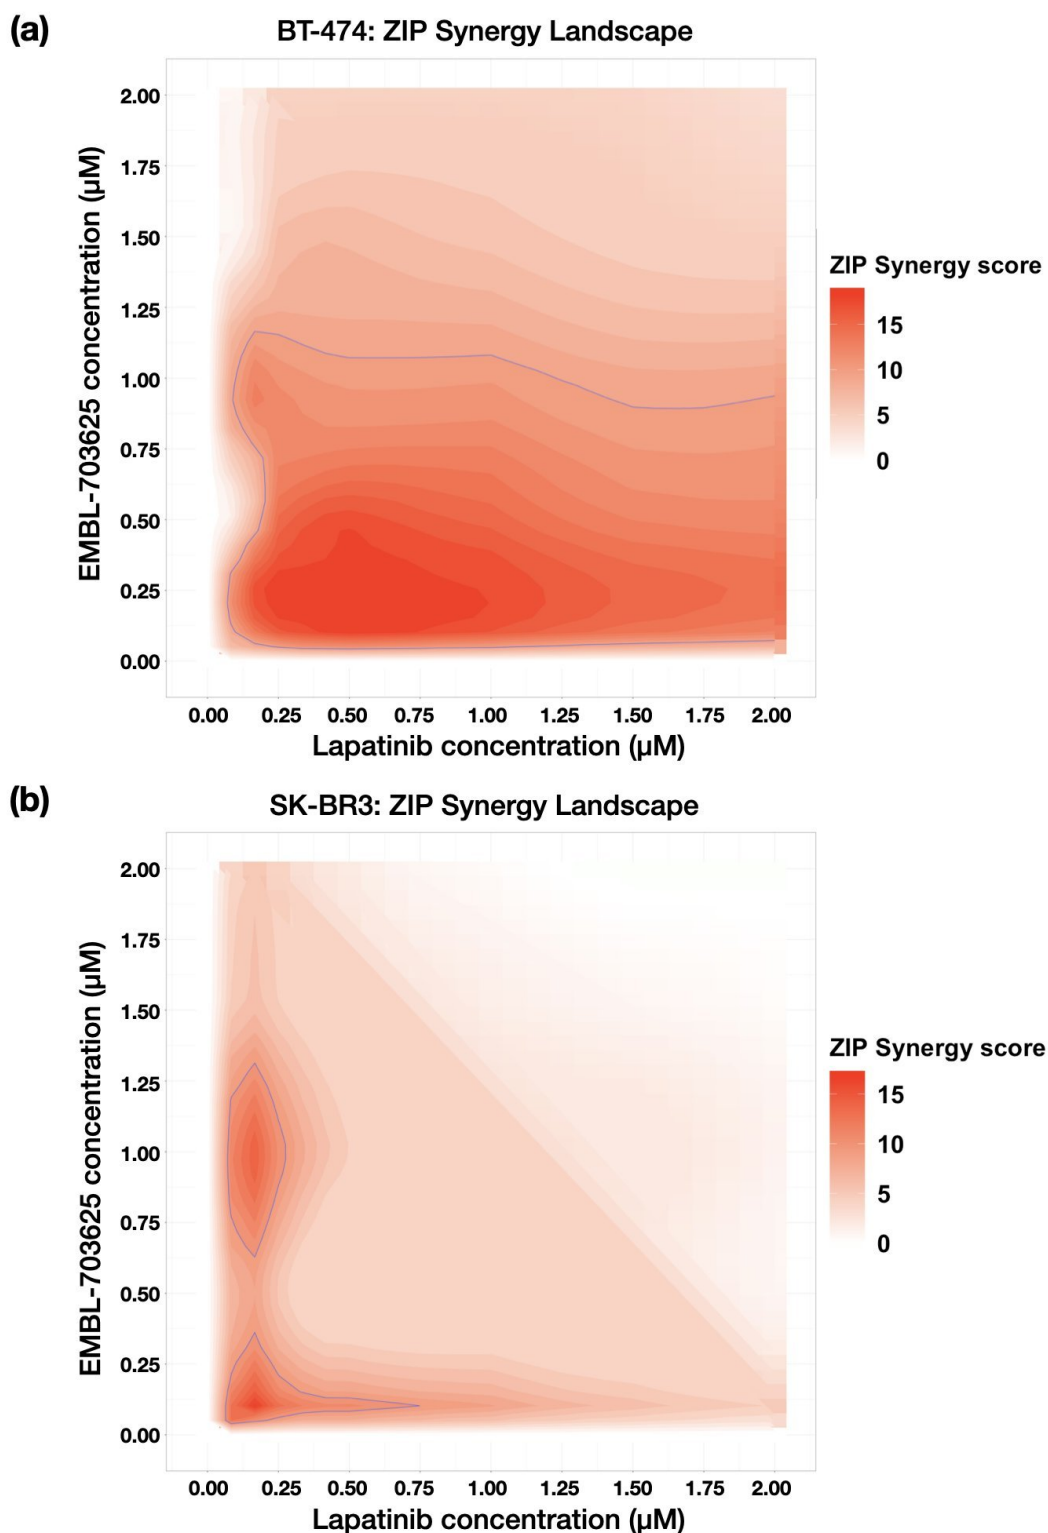 (a)
BT-474: ZIP Synergy Landscape
2.00
1.75
1.50
1.25
1.00
0.75
0.50
0.25
0.00
EMBL-703625 concentration (µM)
0.00 0.25 0.50 0.75 1.00 1.25 1.50 1.75 2.00
Lapatinib concentration (µM)
ZIP Synergy score
15
10
5
0
(b)
SK-BR3: ZIP Synergy Landscape
2.00
1.75
1.50
1.25
1.00
0.75
0.50
0.25
0.00
EMBL-703625 concentration (µM)
0.00 0.25 0.50 0.75 1.00 1.25 1.50 1.75 2.00
Lapatinib concentration (µM)
ZIP Synergy score
15
10
5
0